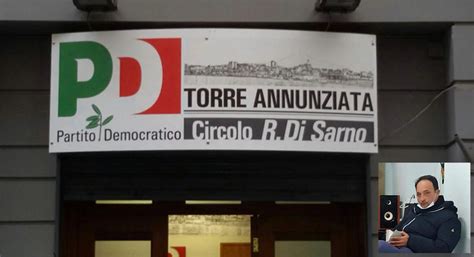 PD
Partito Democratico
TORRE ANNUNZIATA
Circolo R. Di Sarno